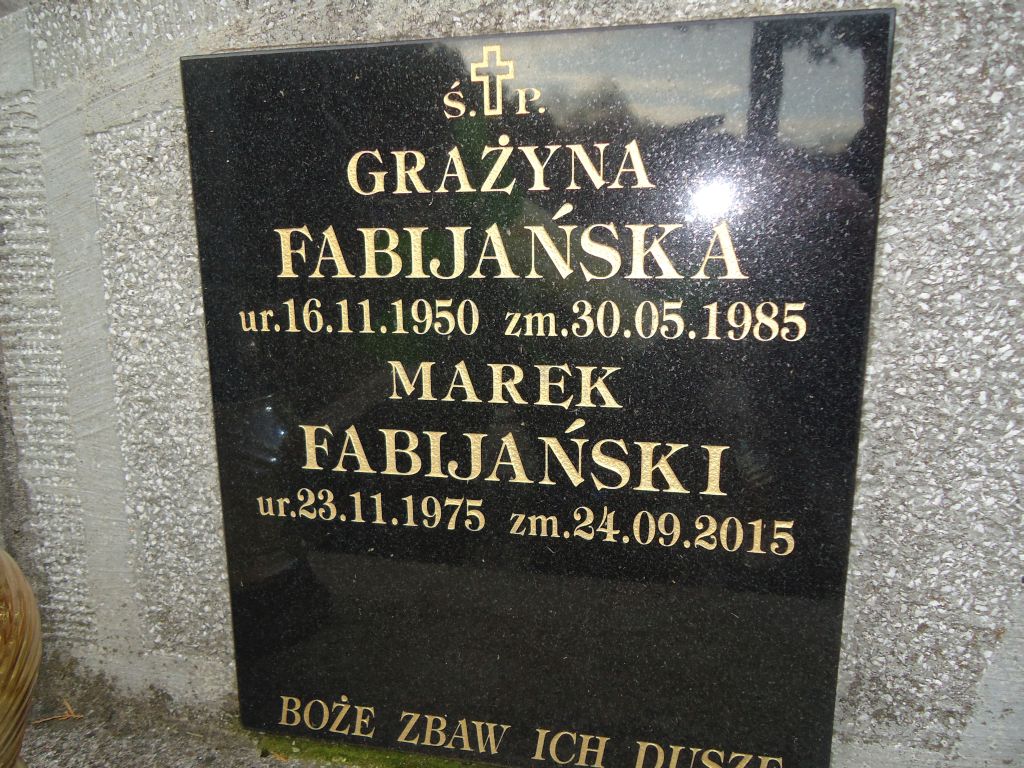 Ś. P.
GRAŻYNA
FABIJAŃSKA
ur.16.11.1950 zm.30.05.1985
MAREK
FABIJAŃSKI
ur.23.11.1975 zm.24.09.2015
BOŻE ZBAW ICH DUSZE